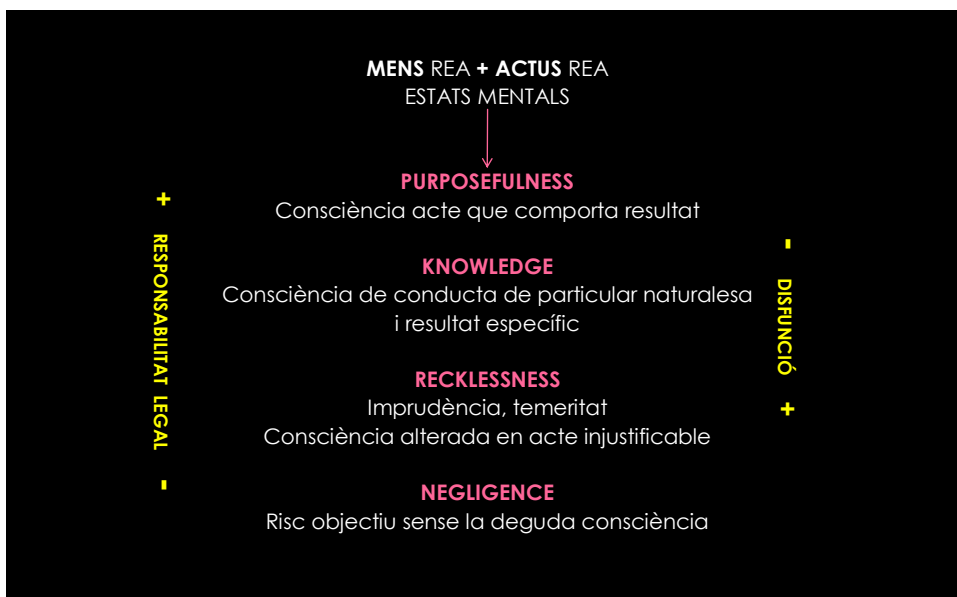 MENS REA + ACTUS REA
ESTATS MENTALS
PURPOSEFULNESS
Consciència acte que comporta resultat
KNOWLEDGE
Consciència de conducta de particular naturalesa
i resultat específic
RECKLESSNESS
Imprudència, temeritat
Consciència alterada en acte injustificable
NEGLIGENCE
Risc objectiu sense la deguda consciència
+ RESPONSABILITAT LEGAL -
- DISFUNCIÓ +